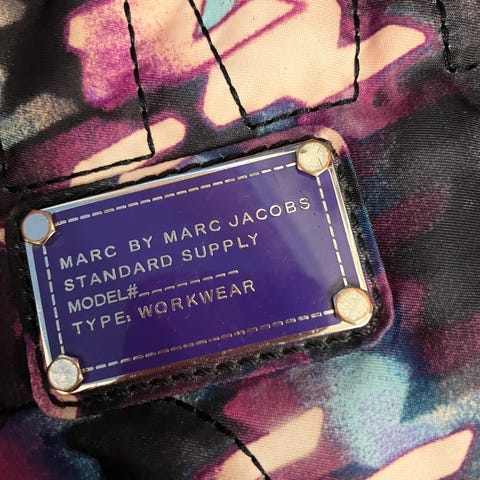 MARC BY MARC JACOBS
STANDARD SUPPLY
MODEL#_ _ _ _ _ _ _ _
TYPE: WORKWEAR